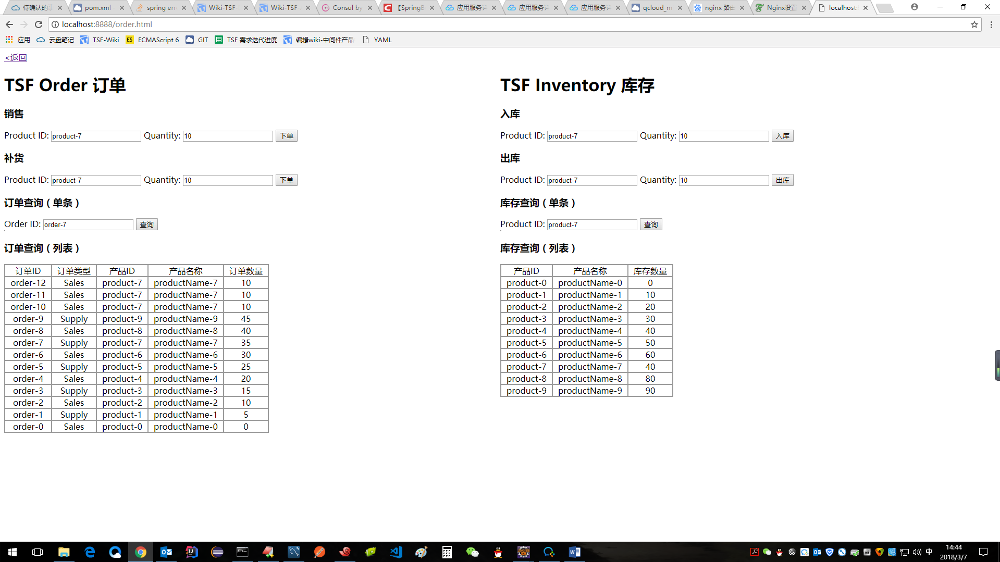 待确认的
pom.xml -
spring err
Wiki-TSF-
Wiki-TSF-
Consul by
【SpringB
应用服务
应用服务
应用服务
qcloud_m
nginx 路由
Nginx设置
localhost:
localhost:8888/order.html
应用 云盘笔记 TSF-Wiki ES ECMAScript 6 GIT TSF 需求迭代进度 编辑wiki-中间件产品 YAML
<返回
TSF Order 订单
销售
Product ID: product-7 Quantity: 10 下单
补货
Product ID: product-7 Quantity: 10 下单
订单查询（单条）
Order ID: order-7 查询
订单查询（列表）
订单ID 订单类型 产品ID 产品名称 订单数量
order-12 Sales product-7 productName-7 10
order-11 Sales product-7 productName-7 10
order-10 Sales product-7 productName-7 10
order-9 Supply product-9 productName-9 45
order-8 Sales product-8 productName-8 40
order-7 Supply product-7 productName-7 35
order-6 Sales product-6 productName-6 30
order-5 Supply product-5 productName-5 25
order-4 Sales product-4 productName-4 20
order-3 Supply product-3 productName-3 15
order-2 Sales product-2 productName-2 10
order-1 Supply product-1 productName-1 5
order-0 Sales product-0 productName-0 0
TSF Inventory 库存
入库
Product ID: product-7 Quantity: 10 入库
出库
Product ID: product-7 Quantity: 10 出库
库存查询（单条）
Product ID: product-7 查询
库存查询（列表）
产品ID 产品名称 库存数量
product-0 productName-0 0
product-1 productName-1 10
product-2 productName-2 20
product-3 productName-3 30
product-4 productName-4 40
product-5 productName-5 50
product-6 productName-6 60
product-7 productName-7 40
product-8 productName-8 80
product-9 productName-9 90
中
14:44
2018/3/7